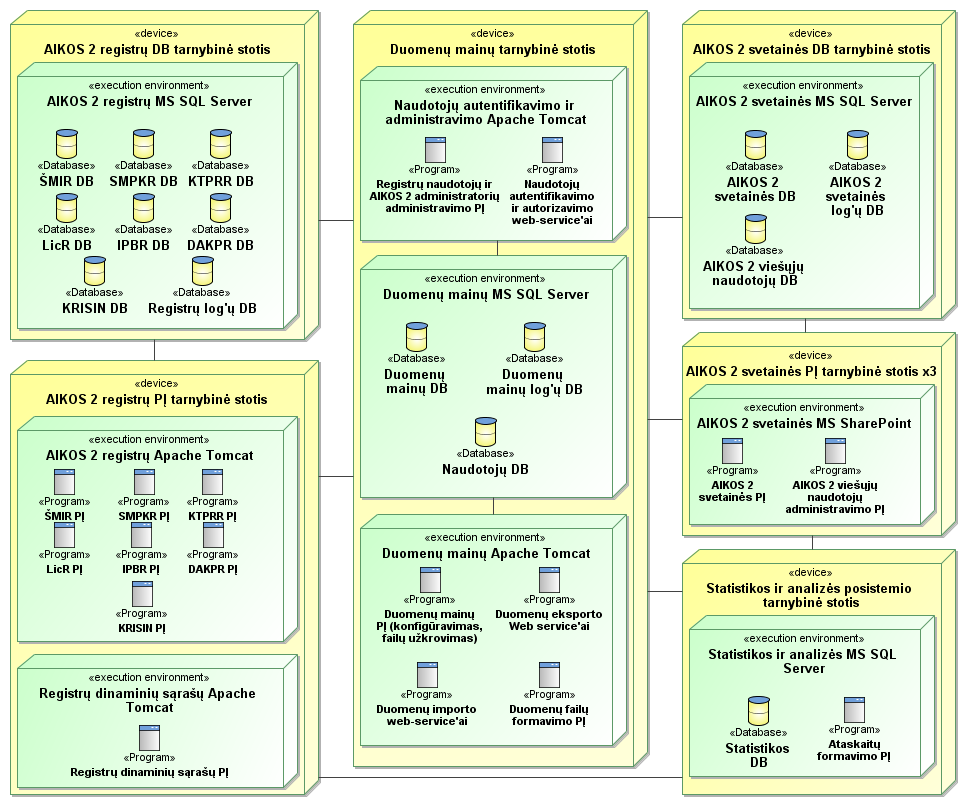 «device»
AIKOS 2 registrų DB tarnybinė stotis
«execution environment»
AIKOS 2 registrų MS SQL Server
«Database»
ŠMIR DB
«Database»
SMPKR DB
«Database»
KTPRR DB
«Database»
LicR DB
«Database»
IPBR DB
«Database»
DAKPR DB
«Database»
KRISIN DB
«Database»
Registrų log'ų DB
«device»
AIKOS 2 registrų PĮ tarnybinė stotis
«execution environment»
AIKOS 2 registrų Apache Tomcat
«Program»
ŠMIR PĮ
«Program»
SMPKR PĮ
«Program»
KTPRR PĮ
«Program»
LicR PĮ
«Program»
IPBR PĮ
«Program»
DAKPR PĮ
«Program»
KRISIN PĮ
«execution environment»
Registrų dinaminių sąrašų Apache
Tomcat
«Program»
Registrų dinaminių sąrašų PĮ
«device»
Duomenų mainų tarnybinė stotis
«execution environment»
Naudotojų autentifikavimo ir
administravimo Apache Tomcat
«Program»
Registrų naudotojų ir
AIKOS 2 administratorių
administravimo PĮ
«Program»
Naudotojų
autentifikavimo
ir autorizavimo
web-service'ai
«execution environment»
Duomenų mainų MS SQL Server
«Database»
Duomenų
mainų DB
«Database»
Duomenų
mainų log'ų DB
«Database»
Naudotojų DB
«execution environment»
Duomenų mainų Apache Tomcat
«Program»
Duomenų mainų
PĮ (konfigūravimas,
failų užkrovimas)
«Program»
Duomenų eksporto
Web service'ai
«Program»
Duomenų importo
web-service'ai
«Program»
Duomenų failų
formavimo PĮ
«device»
AIKOS 2 svetainės DB tarnybinė stotis
«execution environment»
AIKOS 2 svetainės MS SQL Server
«Database»
AIKOS 2
svetainės DB
«Database»
AIKOS 2
svetainės
log'ų DB
«Database»
AIKOS 2 viešųjų
naudotojų DB
«device»
AIKOS 2 svetainės PĮ tarnybinė stotis x3
«execution environment»
AIKOS 2 svetainės MS SharePoint
«Program»
AIKOS 2
svetainės PĮ
«Program»
AIKOS 2 viešųjų
naudotojų
administravimo PĮ
«device»
Statistikos ir analizės posistemio
tarnybinė stotis
«execution environment»
Statistikos ir analizės MS SQL
Server
«Database»
Statistikos
DB
«Program»
Ataskaitų
formavimo PĮ